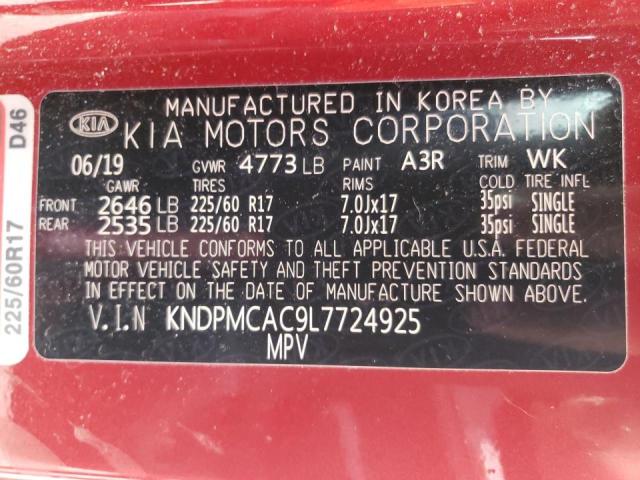 MANUFACTURED IN KOREA BY
KIA KIA MOTORS CORPORATION
06/19 GVWR 4773 LB PAINT A3R TRIM WK
GAWR TIRES RIMS COLD TIRE INFL
FRONT 2646 LB 225/60 R17 7.0Jx17 35psi SINGLE
REAR 2535 LB 225/60 R17 7.0Jx17 35psi SINGLE
THIS VEHICLE CONFORMS TO ALL APPLICABLE U.S.A. FEDERAL
MOTOR VEHICLE SAFETY AND THEFT PREVENTION STANDARDS
IN EFFECT ON THE DATE OF MANUFACTURE SHOWN ABOVE.
V.I.N KNDPMCAC9L7724925
MPV
225/60R17 D46